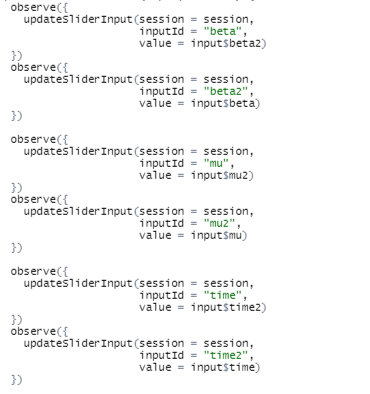 observe({
  updateSliderInput(session = session,
                    inputId = "beta",
                    value = input$beta2)
})
observe({
  updateSliderInput(session = session,
                    inputId = "beta2",
                    value = input$beta)
})

observe({
  updateSliderInput(session = session,
                    inputId = "mu",
                    value = input$mu2)
})
observe({
  updateSliderInput(session = session,
                    inputId = "mu2",
                    value = input$mu)
})

observe({
  updateSliderInput(session = session,
                    inputId = "time",
                    value = input$time2)
})
observe({
  updateSliderInput(session = session,
                    inputId = "time2",
                    value = input$time)
})